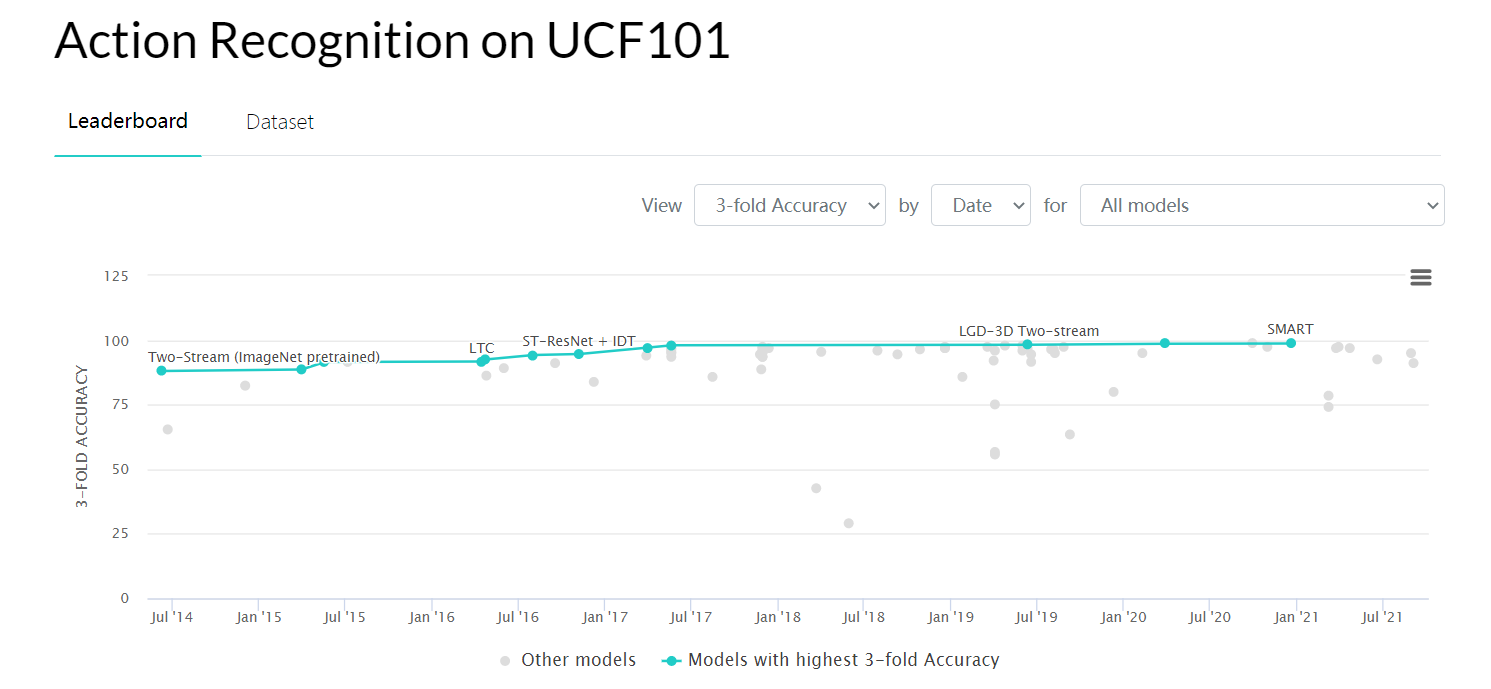 Action Recognition on UCF101
Leaderboard Dataset
View 3-fold Accuracy by Date for All models
125
100
75
50
25
0
3-FOLD ACCURACY
Two-Stream (ImageNet pretrained)
LTC
ST-ResNet + IDT
LGD-3D Two-stream
SMART
Jul '14 Jan '15 Jul '15 Jan '16 Jul '16 Jan '17 Jul '17 Jan '18 Jul '18 Jan '19 Jul '19 Jan '20 Jul '20 Jan '21 Jul '21
Other models Models with highest 3-fold Accuracy